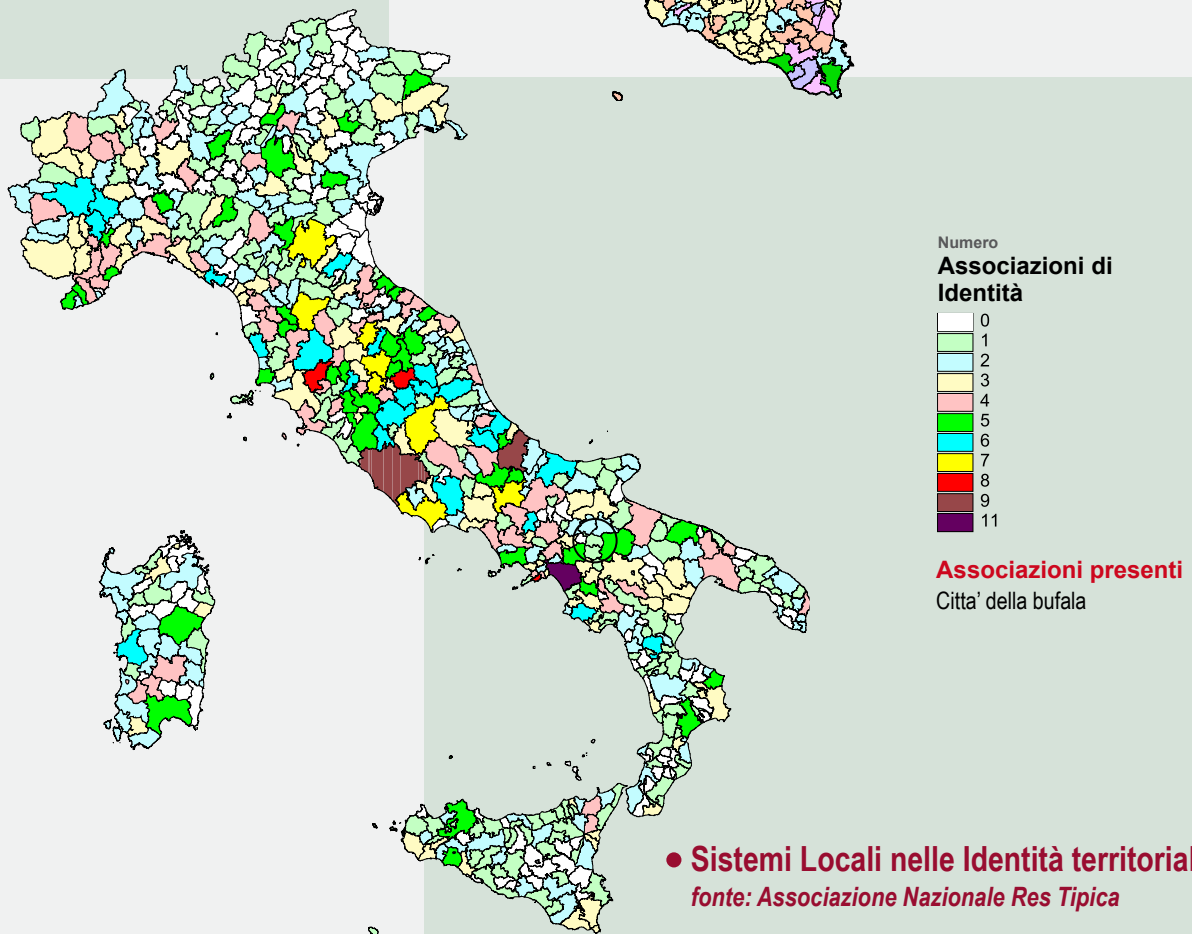 Numero
Associazioni di
Identità
0
1
2
3
4
5
6
7
8
9
11
Associazioni presenti
Citta' della bufala
• Sistemi Locali nelle Identità territorial
fonte: Associazione Nazionale Res Tipica